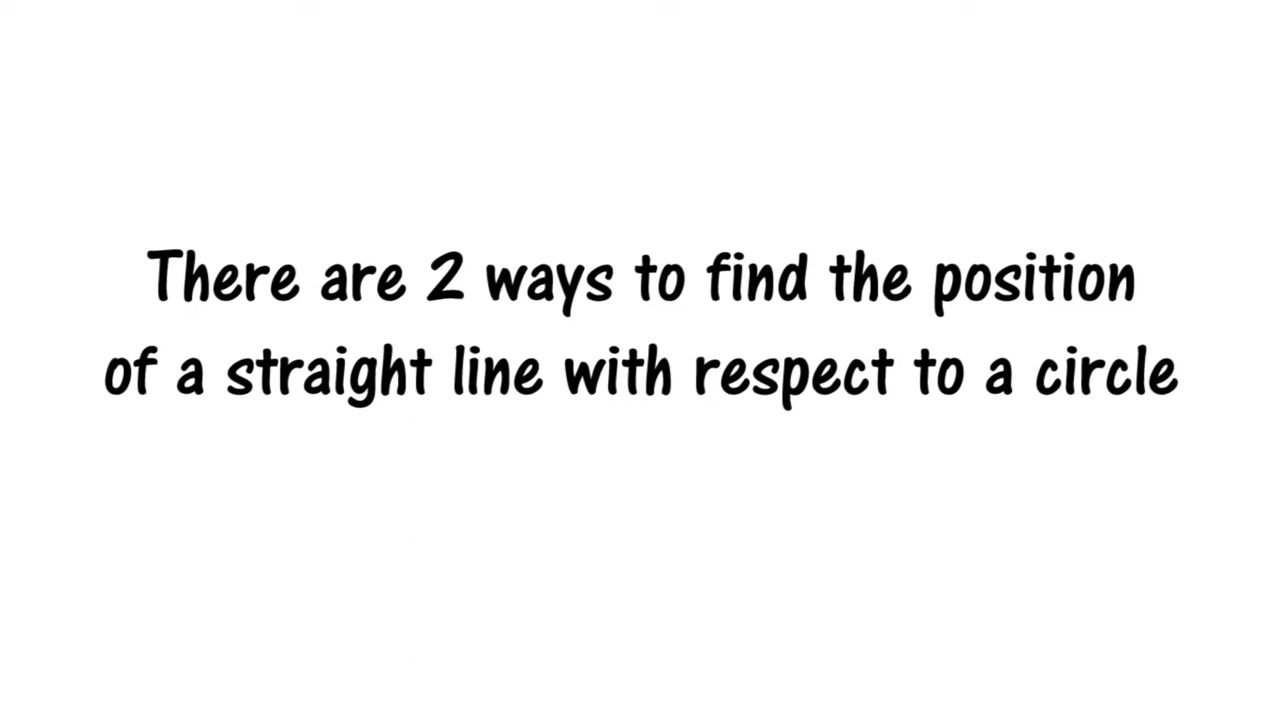 There are 2 ways to find the position
of a straight line with respect to a circle